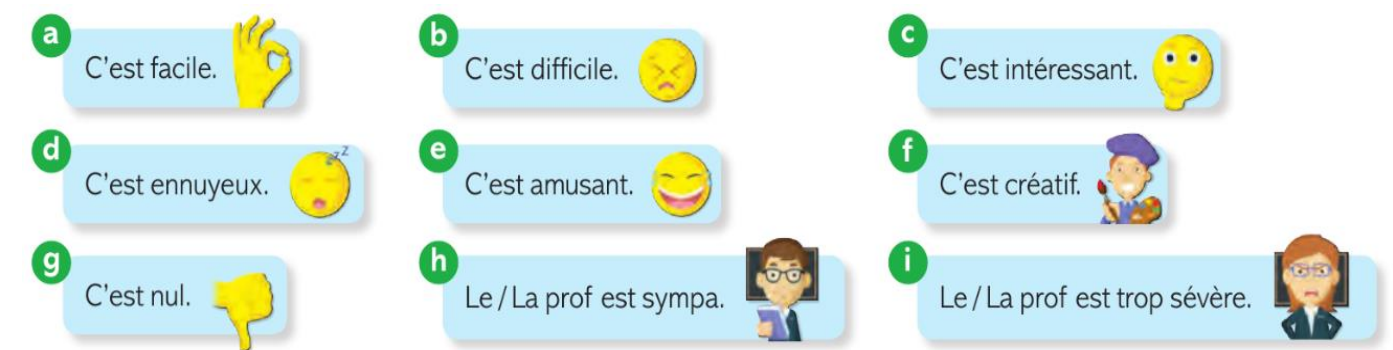 a C'est facile.
b C'est difficile.
c C'est intéressant.
d C'est ennuyeux. zzZ
e C'est amusant.
f C'est créatif.
g C'est nul.
h Le / La prof est sympa.
i Le / La prof est trop sévère.